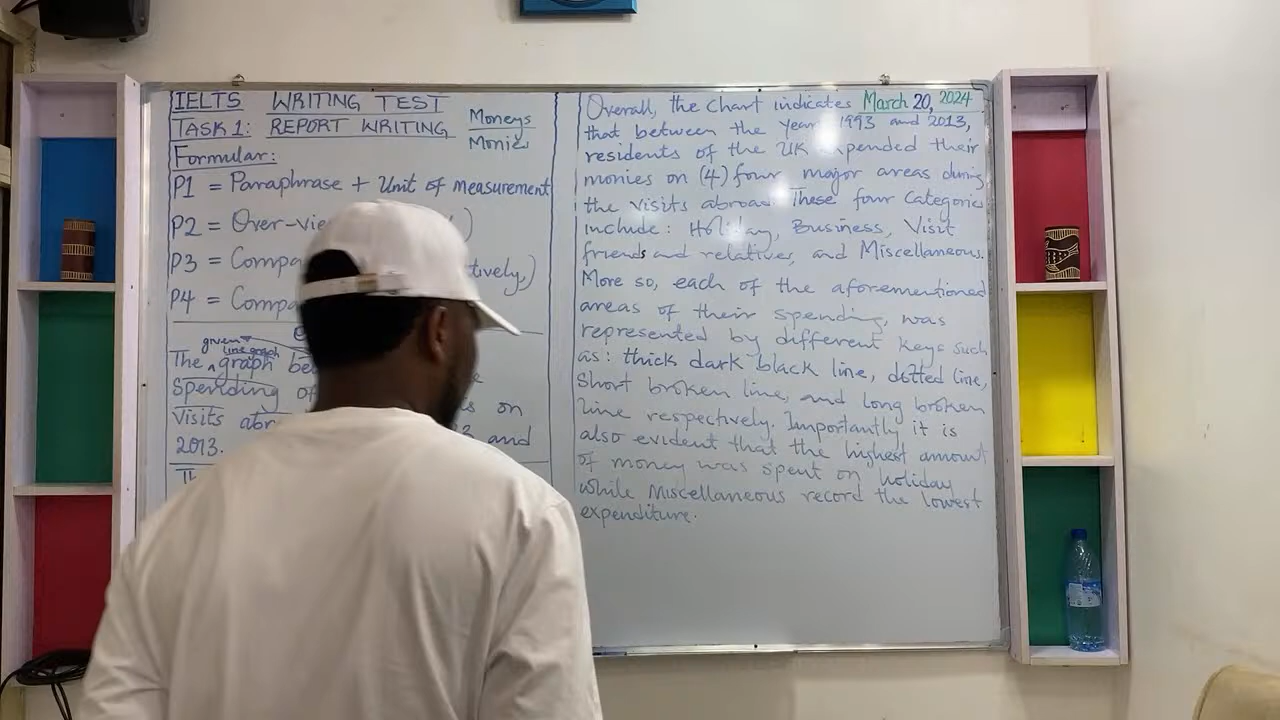 IELTS WRITING TEST
TASK 1: REPORT WRITING
Moneys
Monies
Formular:
P1 = Paraphrase + Unit of measurement
P2 = Over-vie )
P3 = Compa tively,)
P4 = Compa
given
line graph
The ^ graph be
Spending of
Visits abr s on
2013. and
Overall, the chart indicates March 20, 2024
that between the year 1993 and 2013,
residents of the UK xpended their
monies on (4) four major areas during
the visits abroad. These four Categories
include: Holiday, Business, Visit
friends and relatives, and Miscellaneous.
More so, each of the aforementioned
areas of their spending, was
represented by different keys such
as: thick dark black line, dotted line,
Short broken line, and long broken
line respectively. Importantly it is
also evident that the highest amount
of money was spent on holiday
while Miscellaneous record the lowest
expenditure.